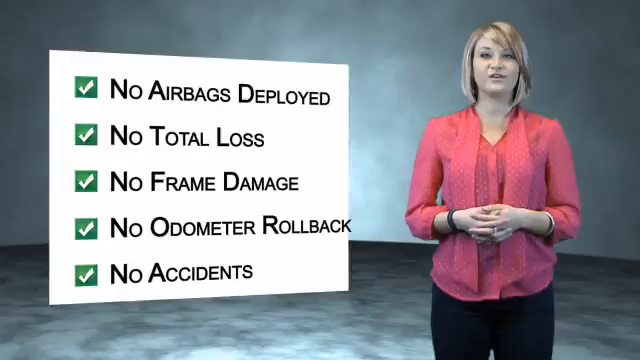 No Airbags Deployed
No Total Loss
No Frame Damage
No Odometer Rollback
No Accidents